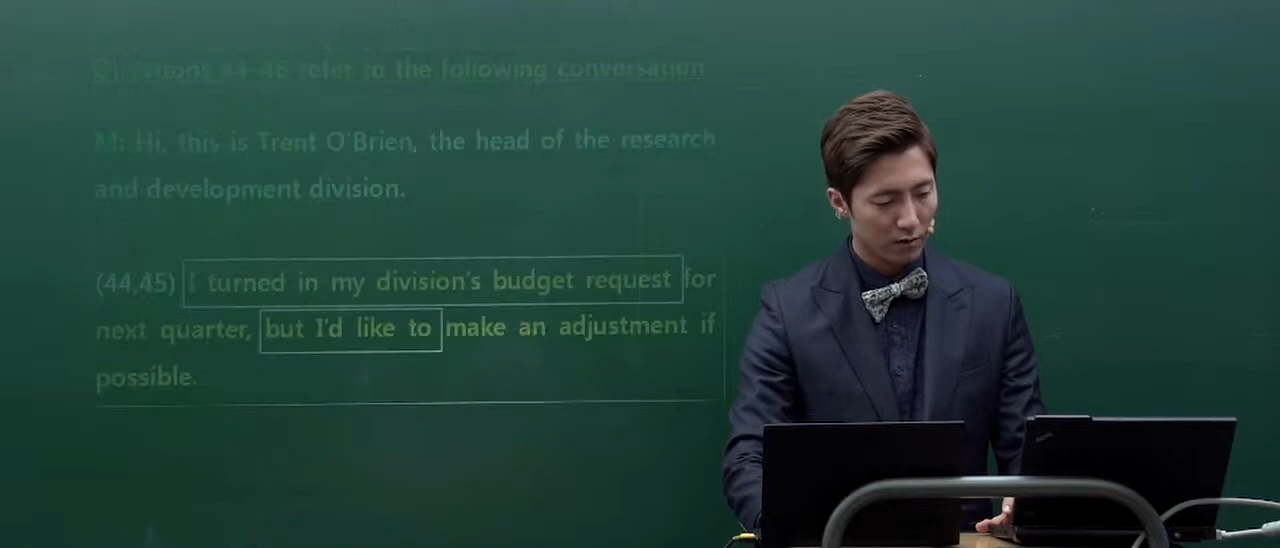 Questions 44-46 refer to the following conversation
M: Hi, this is Trent O'Brien, the head of the research
and development division.
(44,45) I turned in my division's budget request for
next quarter, but I'd like to make an adjustment if
possible.